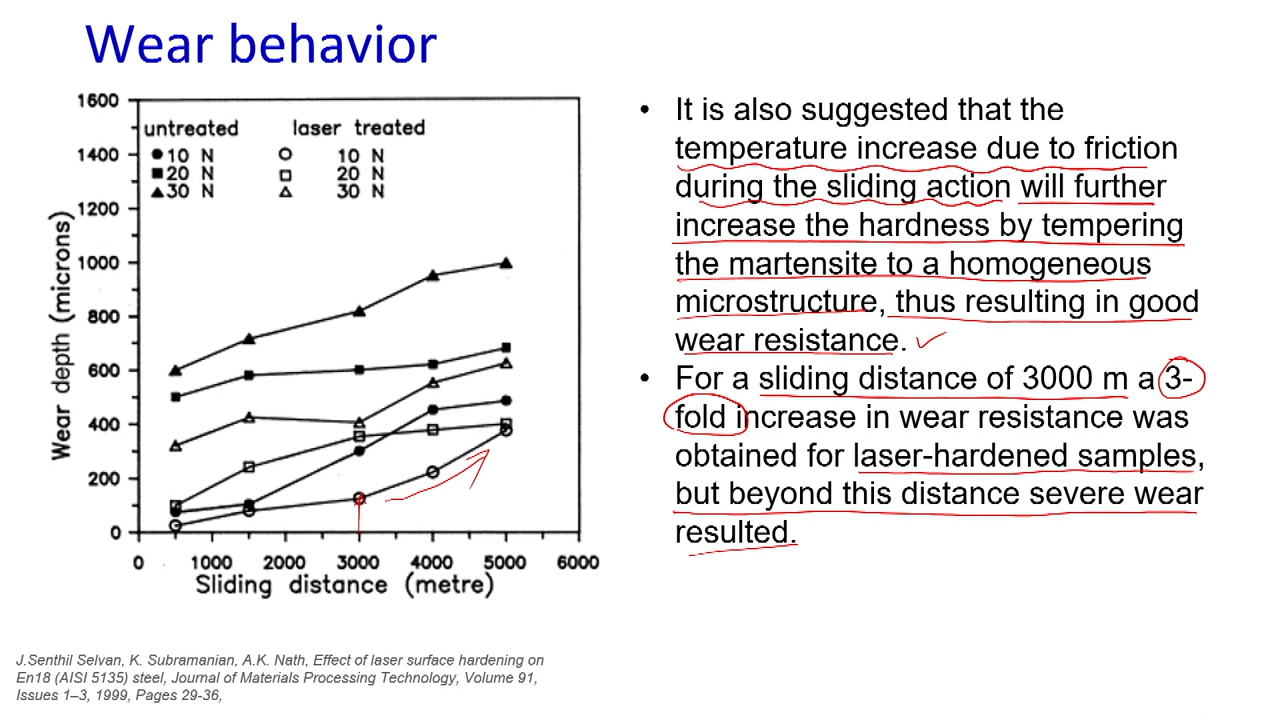 Wear behavior
1600
1400
1200
1000
800
600
400
200
0
Wear depth (microns)
untreated laser treated
10 N 10 N
20 N 20 N
30 N 30 N
0 1000 2000 3000 4000 5000 6000
Sliding distance (metre)
• It is also suggested that the
temperature increase due to friction
during the sliding action will further
increase the hardness by tempering
the martensite to a homogeneous
microstructure, thus resulting in good
wear resistance.
• For a sliding distance of 3000 m a 3-
fold increase in wear resistance was
obtained for laser-hardened samples,
but beyond this distance severe wear
resulted.
J.Senthil Selvan, K. Subramanian, A.K. Nath, Effect of laser surface hardening on
En18 (AISI 5135) steel, Journal of Materials Processing Technology, Volume 91,
Issues 1–3, 1999, Pages 29-36,